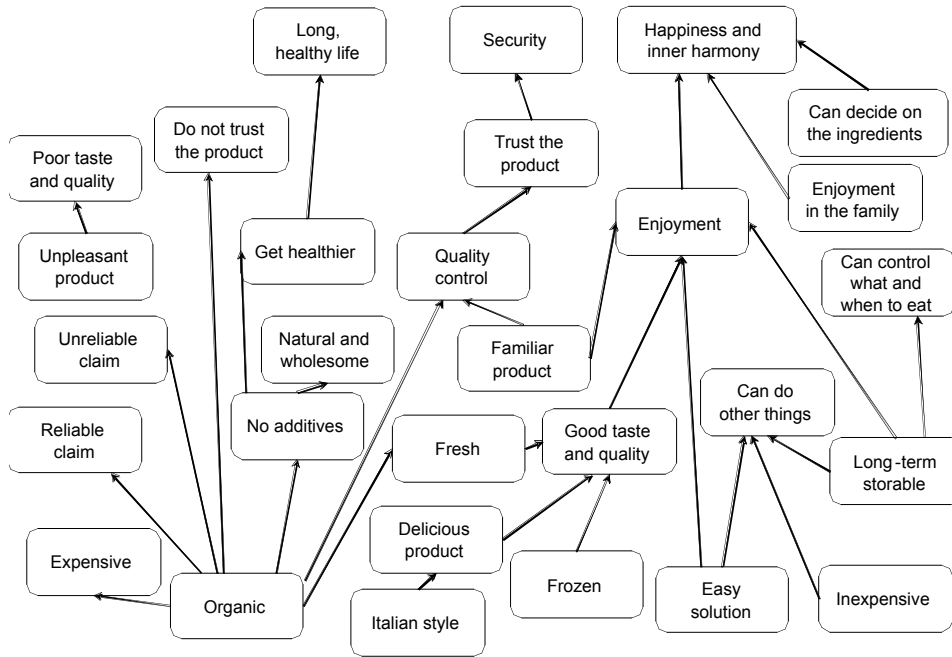 Long,
healthy life
Security
Happiness and
inner harmony
Do not trust
the product
Can decide on
the ingredients
Poor taste
and quality
Trust the
product
Enjoyment
in the family
Unpleasant
product
Get healthier
Quality
control
Enjoyment
Can control
what and
when to eat
Unreliable
claim
Natural and
wholesome
Familiar
product
Can do
other things
Reliable
claim
No additives
Fresh
Good taste
and quality
Long-term
storable
Expensive
Organic
Delicious
product
Italian style
Frozen
Easy
solution
Inexpensive